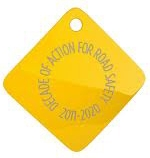 DECADE OF ACTION FOR ROAD SAFETY
2011-2020